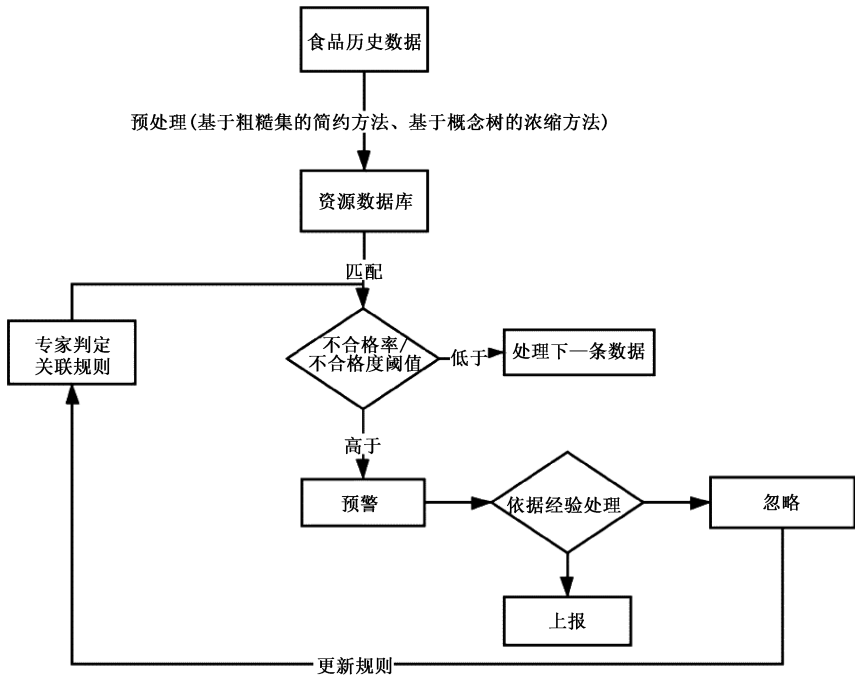 食品历史数据
预处理(基于粗糙集的简约方法、基于概念树的浓缩方法)
资源数据库
匹配
专家判定
关联规则
不合格率/
不合格度阈值
低于
处理下一条数据
高于
预警
依据经验处理
忽略
上报
更新规则